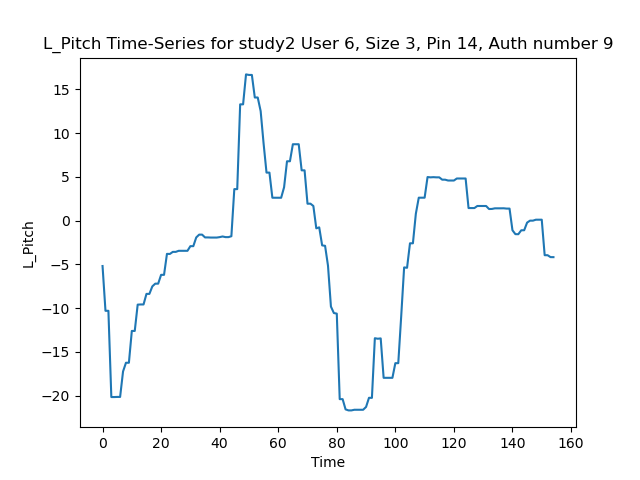 L_Pitch Time-Series for study2 User 6, Size 3, Pin 14, Auth number 9
15
10
5
0
−5
−10
−15
−20
L_Pitch
0 20 40 60 80 100 120 140 160
Time